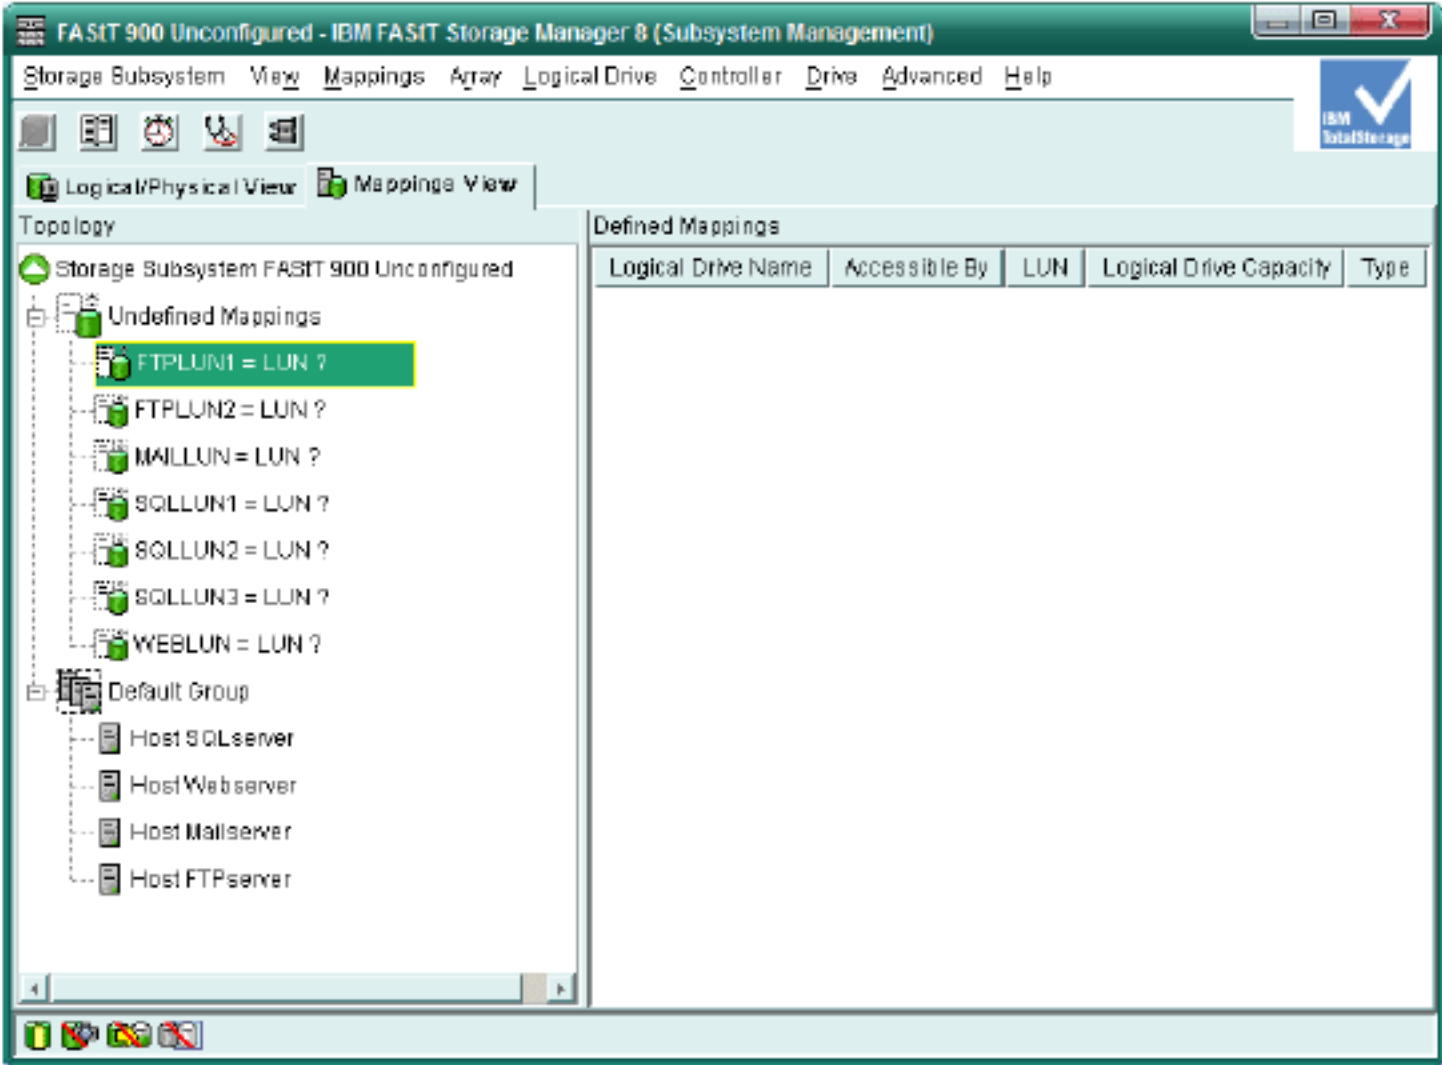 FAStT 900 Unconfigured - IBM FAStT Storage Manager 8 (Subsystem Management)
Storage Subsystem View Mappings Array Logical Drive Controller Drive Advanced Help
IBM
TotalStorage
Logical/Physical View Mappings View
Topology
Defined Mappings
Logical Drive Name Accessible By LUN Logical Drive Capacity Type
Storage Subsystem FAStT 900 Unconfigured
Undefined Mappings
FTPLUN1 = LUN ?
FTPLUN2 = LUN ?
MAILLUN = LUN ?
SQLLUN1 = LUN ?
SQLLUN2 = LUN ?
SQLLUN3 = LUN ?
WEBLUN = LUN ?
Default Group
Host SQLserver
Host Webserver
Host Mailserver
Host FTPserver